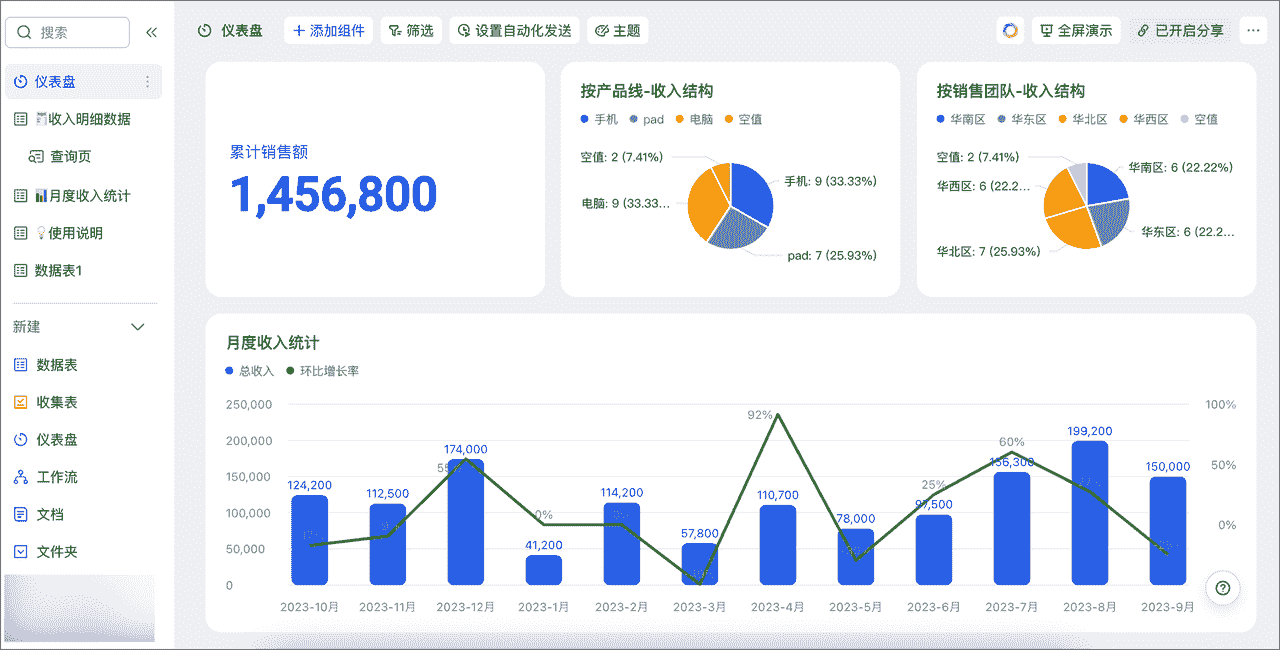 搜索
仪表盘
收入明细数据
查询页
月度收入统计
使用说明
数据表1
新建
数据表
收集表
仪表盘
工作流
文档
文件夹
仪表盘 添加组件 筛选 设置自动化发送 主题 全屏演示 已开启分享
累计销售额
1,456,800
按产品线-收入结构
手机 pad 电脑 空值
空值: 2 (7.41%)
手机: 9 (33.33%)
电脑: 9 (33.33...
pad: 7 (25.93%)
按销售团队-收入结构
华南区 华东区 华北区 华西区 空值
空值: 2 (7.41%)
华南区: 6 (22.22%)
华西区: 6 (22.2...
华东区: 6 (22.2...
华北区: 7 (25.93%)
月度收入统计
总收入 环比增长率
250,000 100%
200,000
150,000 50%
100,000 0%
50,000
0
124,200 112,500 174,000 41,200 114,200 57,800 110,700 78,000 97,500 156,300 199,200 150,000
0% 92% 25% 60%
2023-10月 2023-11月 2023-12月 2023-1月 2023-2月 2023-3月 2023-4月 2023-5月 2023-6月 2023-7月 2023-8月 2023-9月